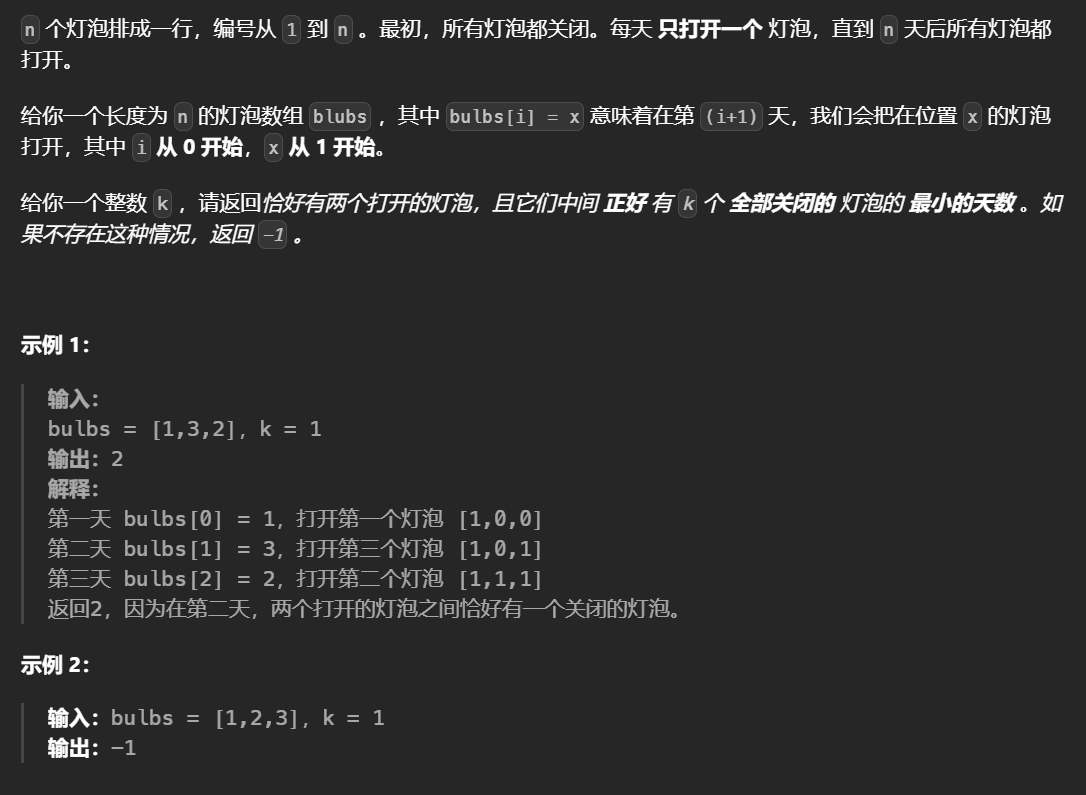 n 个灯泡排成一行，编号从 1 到 n 。最初，所有灯泡都关闭。每天 只打开一个 灯泡，直到 n 天后所有灯泡都
打开。
给你一个长度为 n 的灯泡数组 blubs ，其中 bulbs[i] = x 意味着在第 (i+1) 天，我们会把在位置 x 的灯泡
打开，其中 i 从 0 开始，x 从 1 开始。
给你一个整数 k ，请返回恰好有两个打开的灯泡，且它们中间 正好 有 k 个 全部关闭的 灯泡的 最小的天数 。如
果不存在这种情况，返回 -1 。
示例 1：
输入：
bulbs = [1,3,2]，k = 1
输出：2
解释：
第一天 bulbs[0] = 1，打开第一个灯泡 [1,0,0]
第二天 bulbs[1] = 3，打开第三个灯泡 [1,0,1]
第三天 bulbs[2] = 2，打开第二个灯泡 [1,1,1]
返回2，因为在第二天，两个打开的灯泡之间恰好有一个关闭的灯泡。
示例 2：
输入：bulbs = [1,2,3]，k = 1
输出：-1